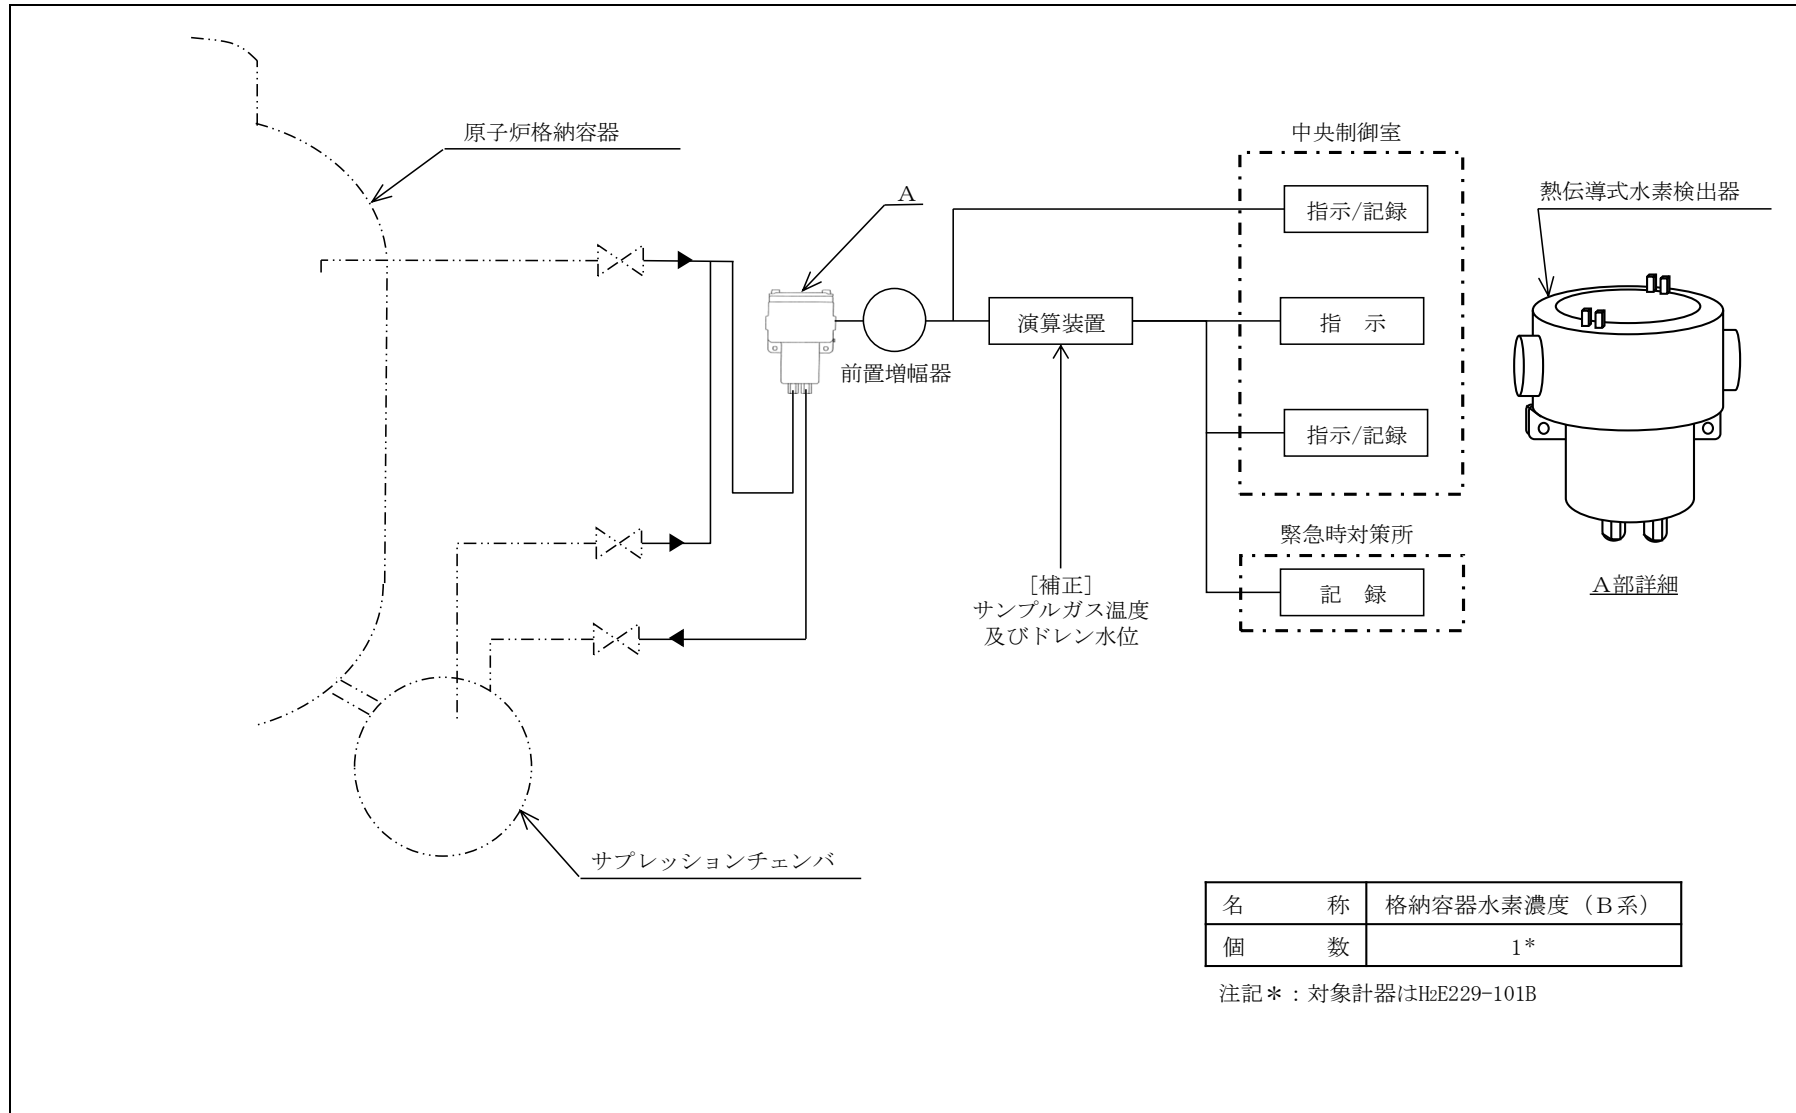 原子炉格納容器
A
前置増幅器
演算装置
[補正]
サンプルガス温度
及びドレン水位
中央制御室
指示/記録
指　示
指示/記録
緊急時対策所
記　録
熱伝導式水素検出器
A部詳細
サプレッションチェンバ
名　称　格納容器水素濃度（B系）
個　数　1*
注記＊：対象計器はH2E229-101B